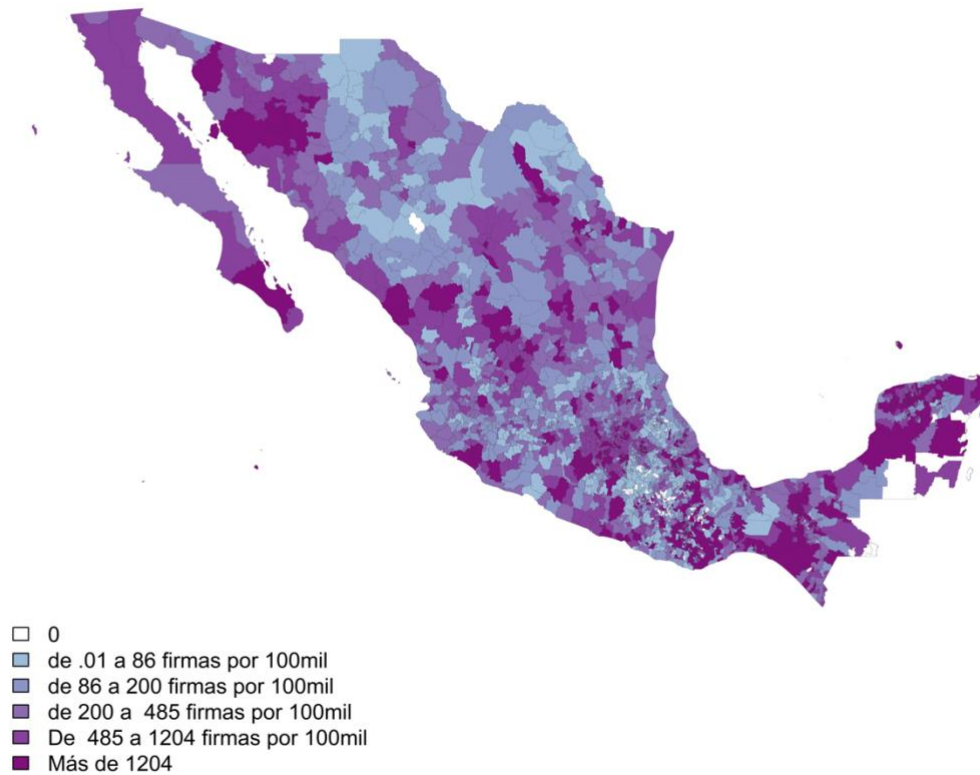 0
de .01 a 86 firmas por 100mil
de 86 a 200 firmas por 100mil
de 200 a 485 firmas por 100mil
De 485 a 1204 firmas por 100mil
Más de 1204